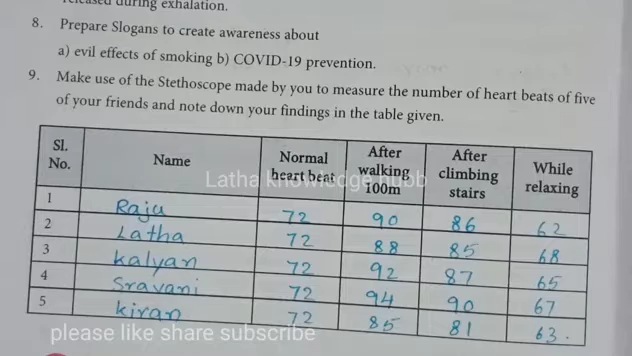 released during exhalation.
8. Prepare Slogans to create awareness about
a) evil effects of smoking b) COVID-19 prevention.
9. Make use of the Stethoscope made by you to measure the number of heart beats of five
of your friends and note down your findings in the table given.
Sl. No. Name Normal heart beat After walking 100m After climbing stairs While relaxing
Latha knowledge hubb
1 Raju 72 90 86 62
2 Latha 72 88 85 68
3 kalyan 72 92 87 65
4 Sravani 72 94 90 67
5 kiran 72 85 81 63.
please like share subscribe